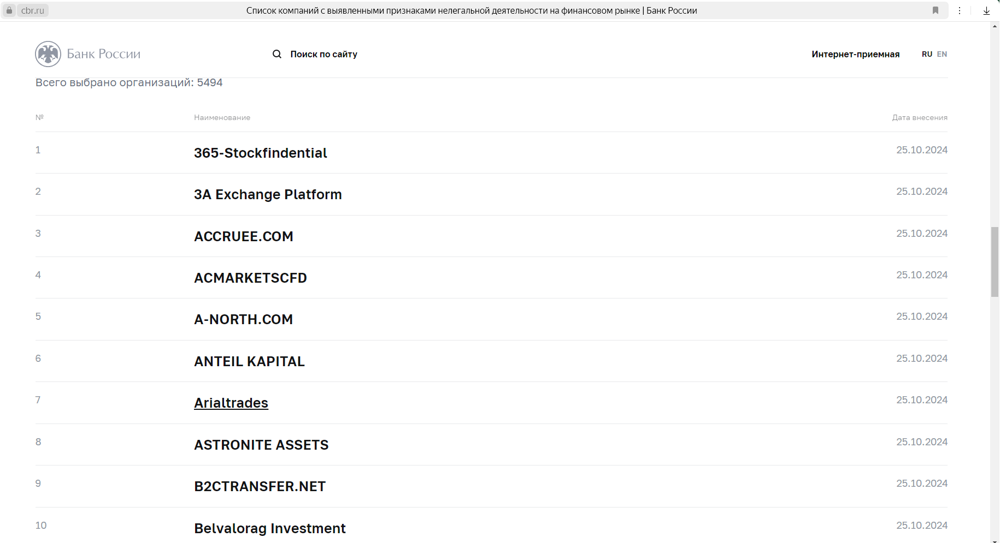 cbr.ru
Список компаний с выявленными признаками нелегальной деятельности на финансовом рынке | Банк России
Банк России
Поиск по сайту
Интернет-приемная
RU EN
Всего выбрано организаций: 5494
№ Наименование Дата внесения
1 365-Stockfindential 25.10.2024
2 3A Exchange Platform 25.10.2024
3 ACCRUEE.COM 25.10.2024
4 ACMARKETSCFD 25.10.2024
5 A-NORTH.COM 25.10.2024
6 ANTEIL KAPITAL 25.10.2024
7 Arialtrades 25.10.2024
8 ASTRONITE ASSETS 25.10.2024
9 B2CTRANSFER.NET 25.10.2024
10 Belvalorag Investment 25.10.2024